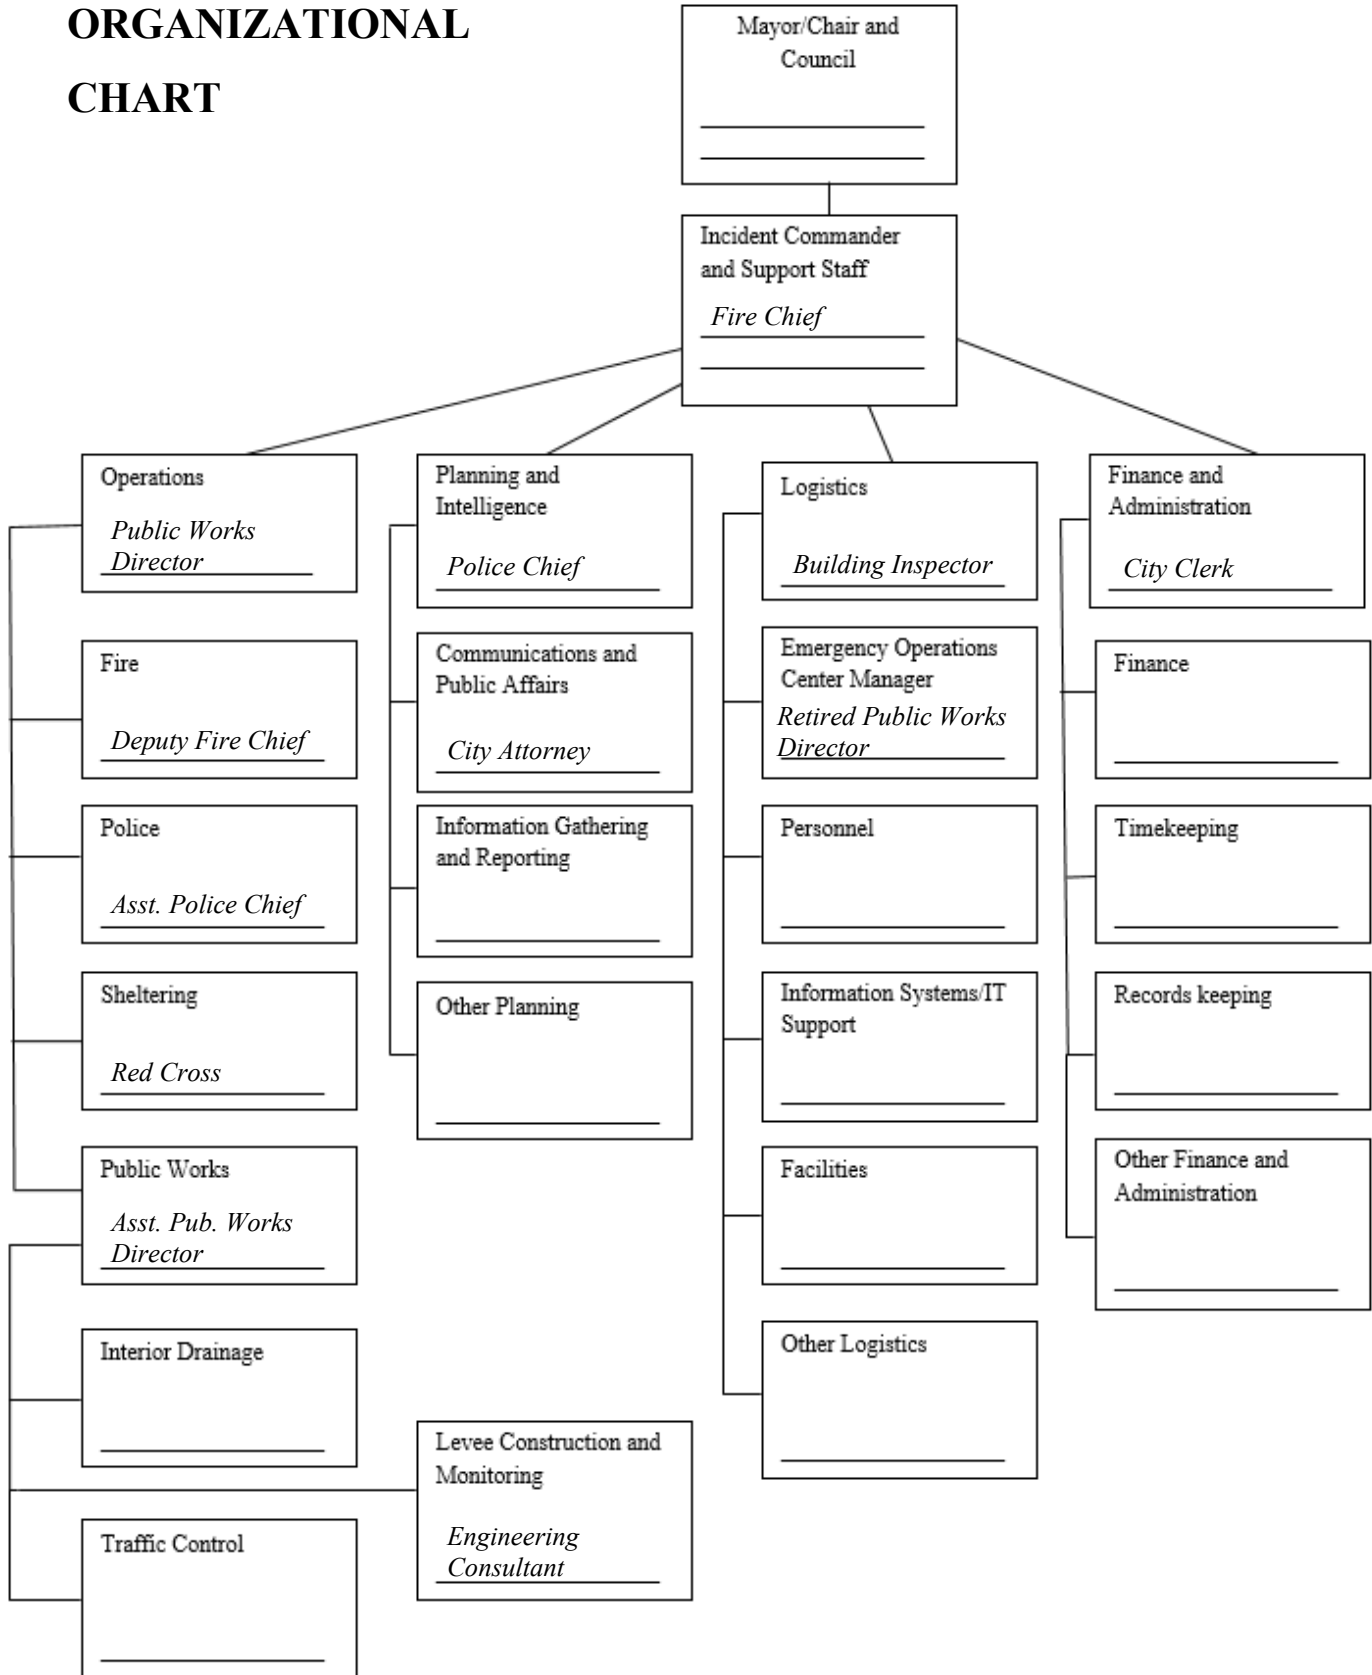 ORGANIZATIONAL
CHART
Mayor/Chair and
Council
Incident Commander
and Support Staff
Fire Chief
Operations
Public Works
Director
Planning and
Intelligence
Police Chief
Logistics
Building Inspector
Finance and
Administration
City Clerk
Fire
Deputy Fire Chief
Communications and
Public Affairs
City Attorney
Emergency Operations
Center Manager
Retired Public Works
Director
Finance
Police
Asst. Police Chief
Information Gathering
and Reporting
Personnel
Timekeeping
Sheltering
Red Cross
Other Planning
Information Systems/IT
Support
Records keeping
Public Works
Asst. Pub. Works
Director
Facilities
Other Finance and
Administration
Interior Drainage
Other Logistics
Levee Construction and
Monitoring
Engineering
Consultant
Traffic Control